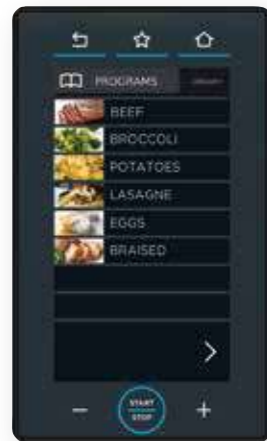 PROGRAMS
BEEF
BROCCOLI
POTATOES
LASAGNE
EGGS
BRAISED
START
STOP